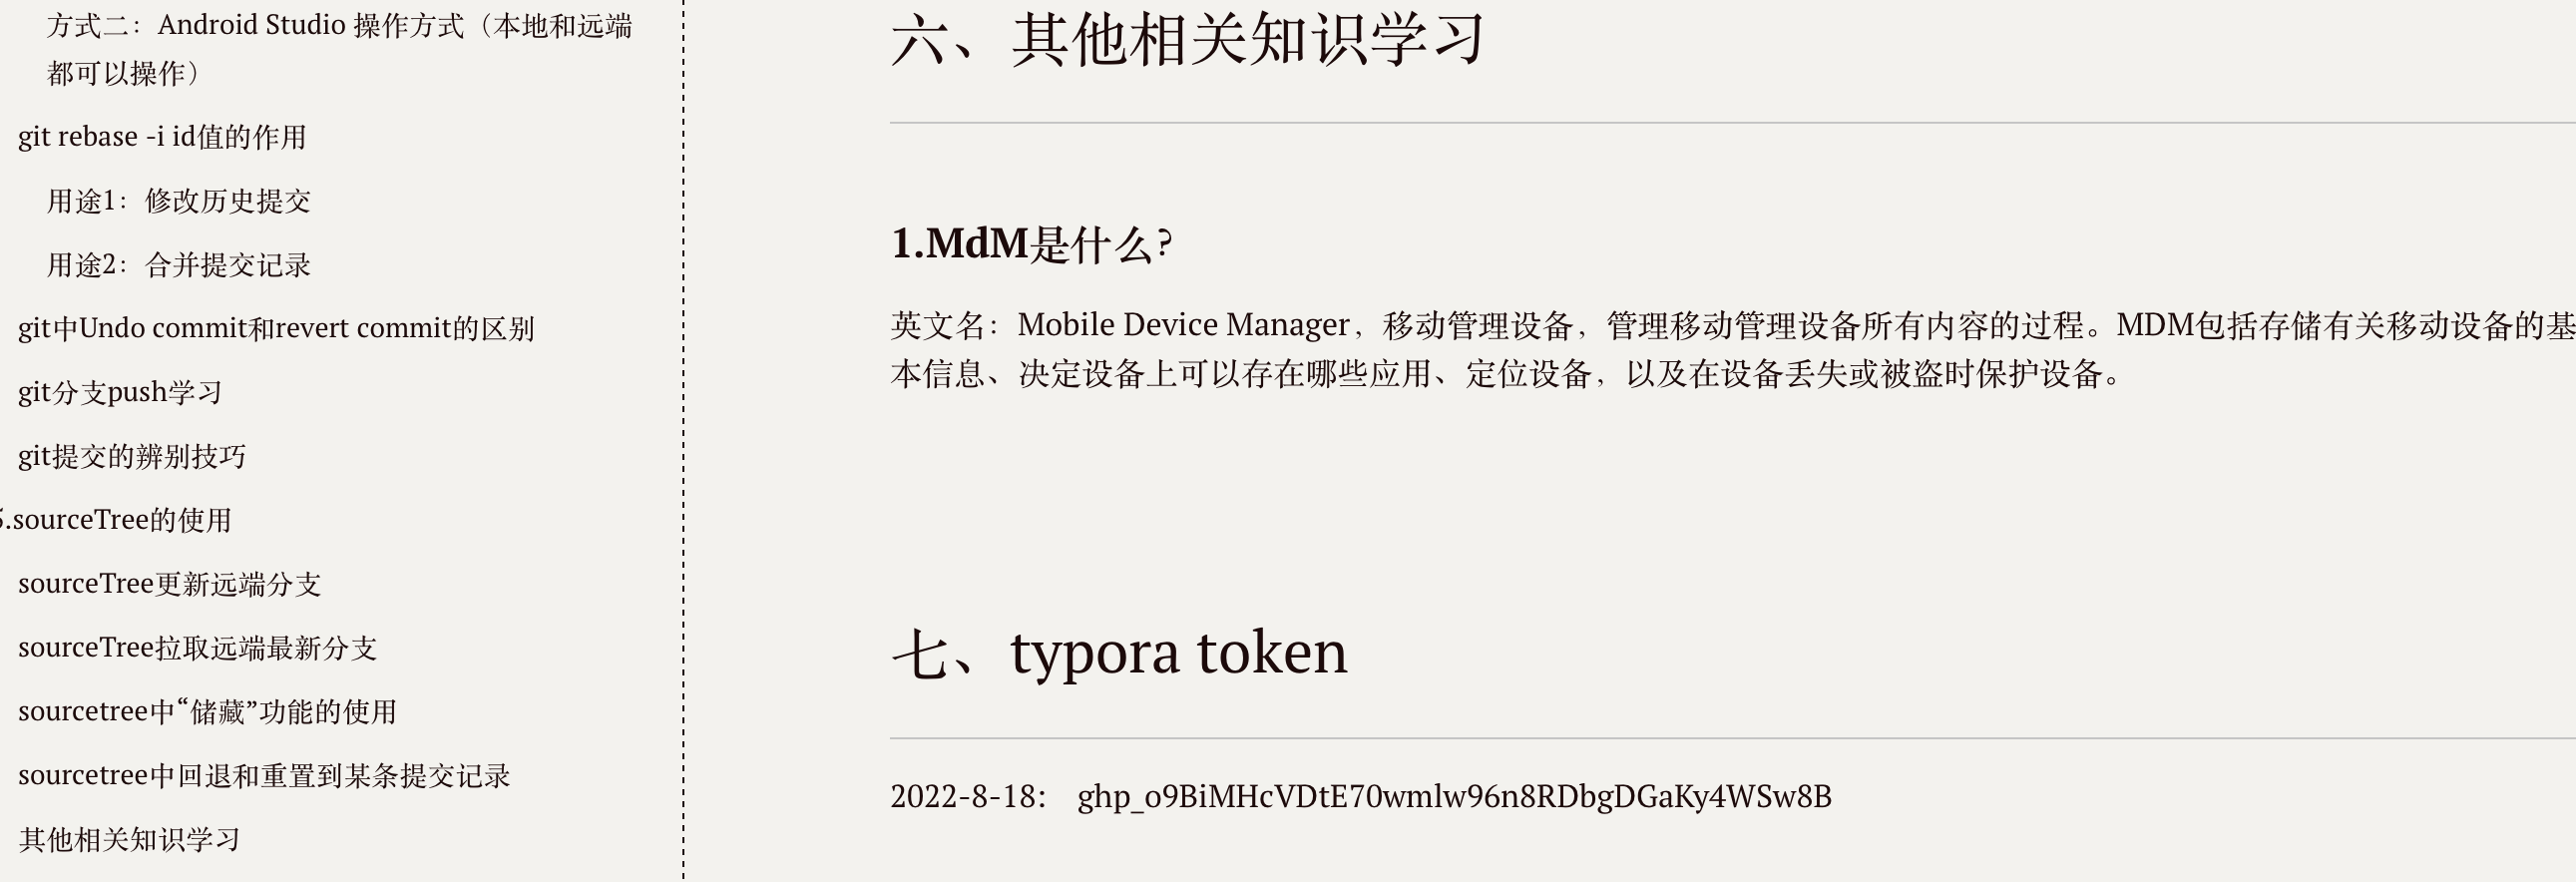 方式二：Android Studio 操作方式（本地和远端
都可以操作）
git rebase -i id值的作用
用途1：修改历史提交
用途2：合并提交记录
git中Undo commit和revert commit的区别
git分支push学习
git提交的辨别技巧
5.sourceTree的使用
sourceTree更新远端分支
sourceTree拉取远端最新分支
sourcetree中“储藏”功能的使用
sourcetree中回退和重置到某条提交记录
其他相关知识学习
六、其他相关知识学习
1.MdM是什么？
英文名：Mobile Device Manager，移动管理设备，管理移动管理设备所有内容的过程。MDM包括存储有关移动设备的基
本信息、决定设备上可以存在哪些应用、定位设备，以及在设备丢失或被盗时保护设备。
七、typora token
2022-8-18: 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